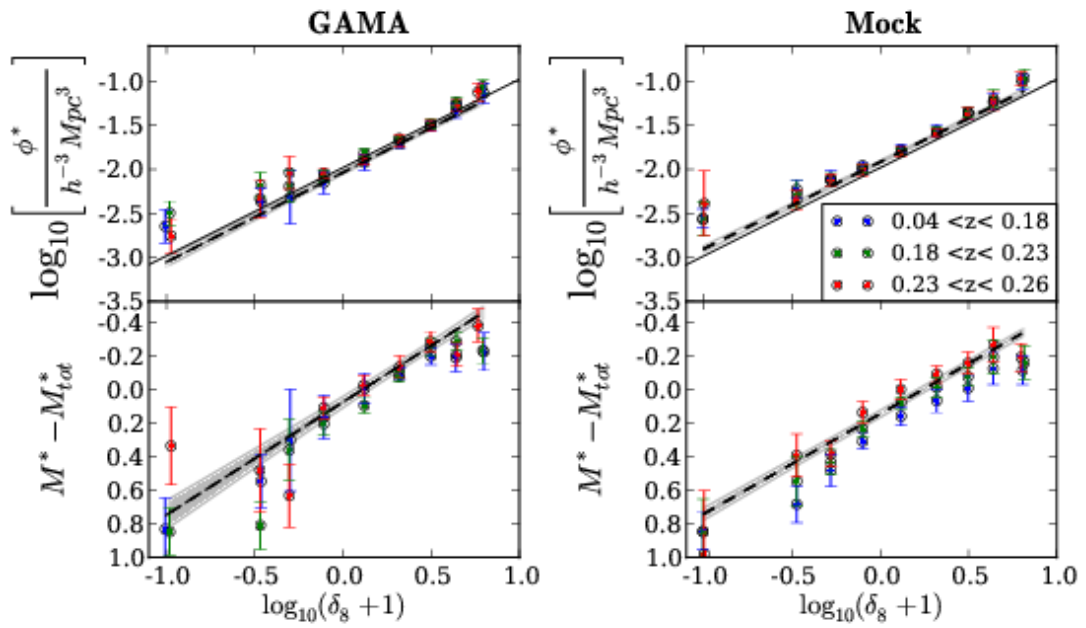 GAMA
Mock
log₁₀[φ* / h⁻³ Mpc³]
-1.0
-1.5
-2.0
-2.5
-3.0
-3.5
log₁₀[φ* / h⁻³ Mpc³]
-1.0
-1.5
-2.0
-2.5
-3.0
-3.5
0.04 <z< 0.18
0.18 <z< 0.23
0.23 <z< 0.26
M* − M*tot
-0.4
-0.2
0.0
0.2
0.4
0.6
0.8
1.0
M* − M*tot
-0.4
-0.2
0.0
0.2
0.4
0.6
0.8
1.0
-1.0 -0.5 0.0 0.5 1.0
-1.0 -0.5 0.0 0.5 1.0
log₁₀(δ₈ +1)
log₁₀(δ₈ +1)